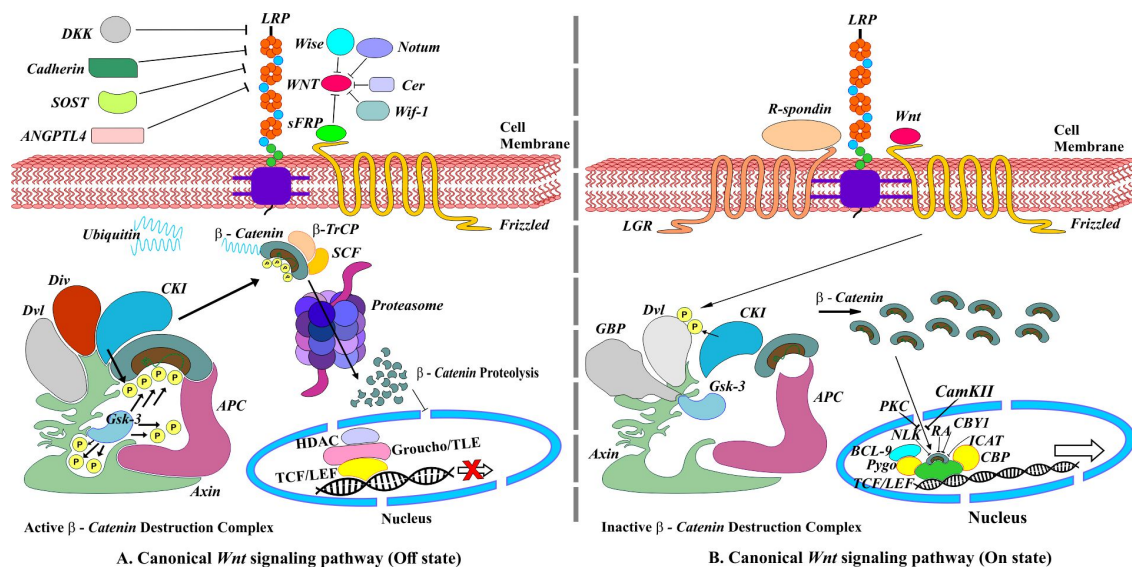 LRP
DKK
Cadherin
SOST
ANGPTL4
Wise
Notum
WNT
Cer
Wif-1
sFRP
Cell
Membrane
Frizzled
Ubiquitin
β - Catenin
β-TrCP
SCF
Div
Dvl
CKI
Proteasome
P
P
P
P
P
P
P
P
P
P
P
P
P
Gsk-3
APC
Axin
β - Catenin Proteolysis
HDAC
Groucho/TLE
TCF/LEF
X
Nucleus
Active β - Catenin Destruction Complex
A. Canonical Wnt signaling pathway (Off state)
LRP
R-spondin
Wnt
Cell
Membrane
LGR
Frizzled
Dvl
P
P
GBP
CKI
β - Catenin
Gsk-3
APC
Axin
PKC
CamKII
NLK
RA
CBYI
ICAT
BCL-9
CBP
Pygo
TCF/LEF
Nucleus
Inactive β - Catenin Destruction Complex
B. Canonical Wnt signaling pathway (On state)